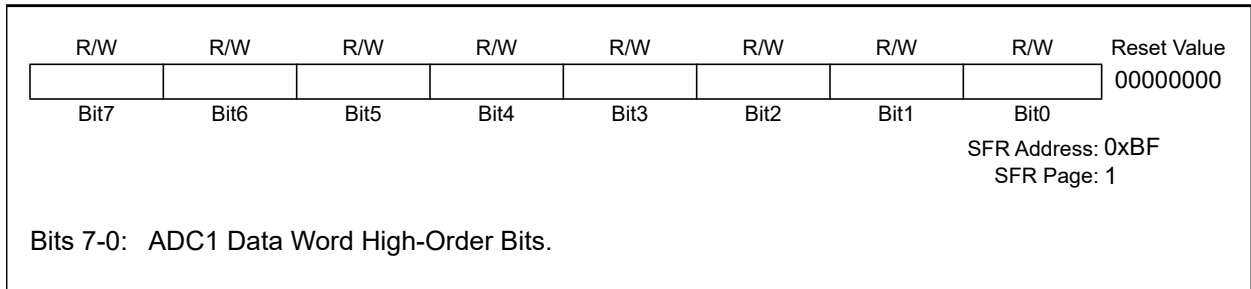 R/W R/W R/W R/W R/W R/W R/W R/W Reset Value
00000000
Bit7 Bit6 Bit5 Bit4 Bit3 Bit2 Bit1 Bit0
SFR Address: 0xBF
SFR Page: 1
Bits 7-0: ADC1 Data Word High-Order Bits.